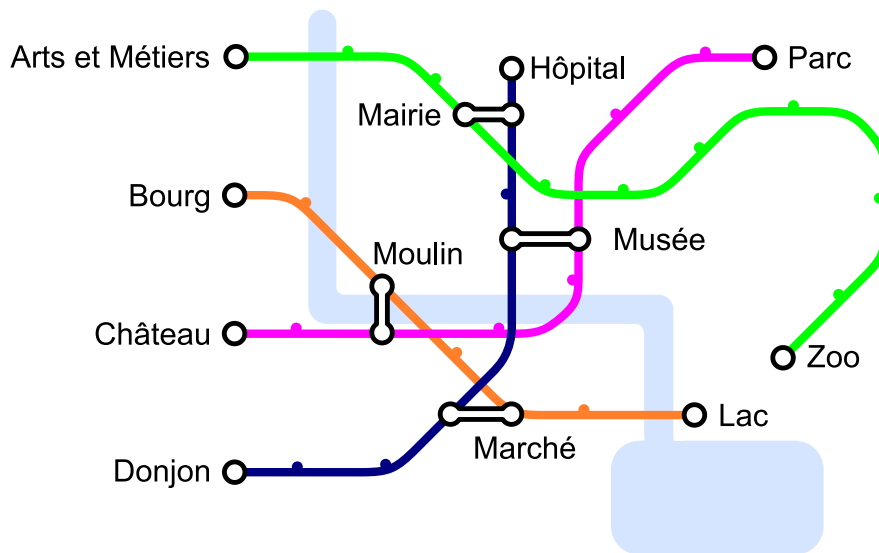 Arts et Métiers
Hôpital
Parc
Mairie
Bourg
Musée
Moulin
Château
Zoo
Lac
Marché
Donjon